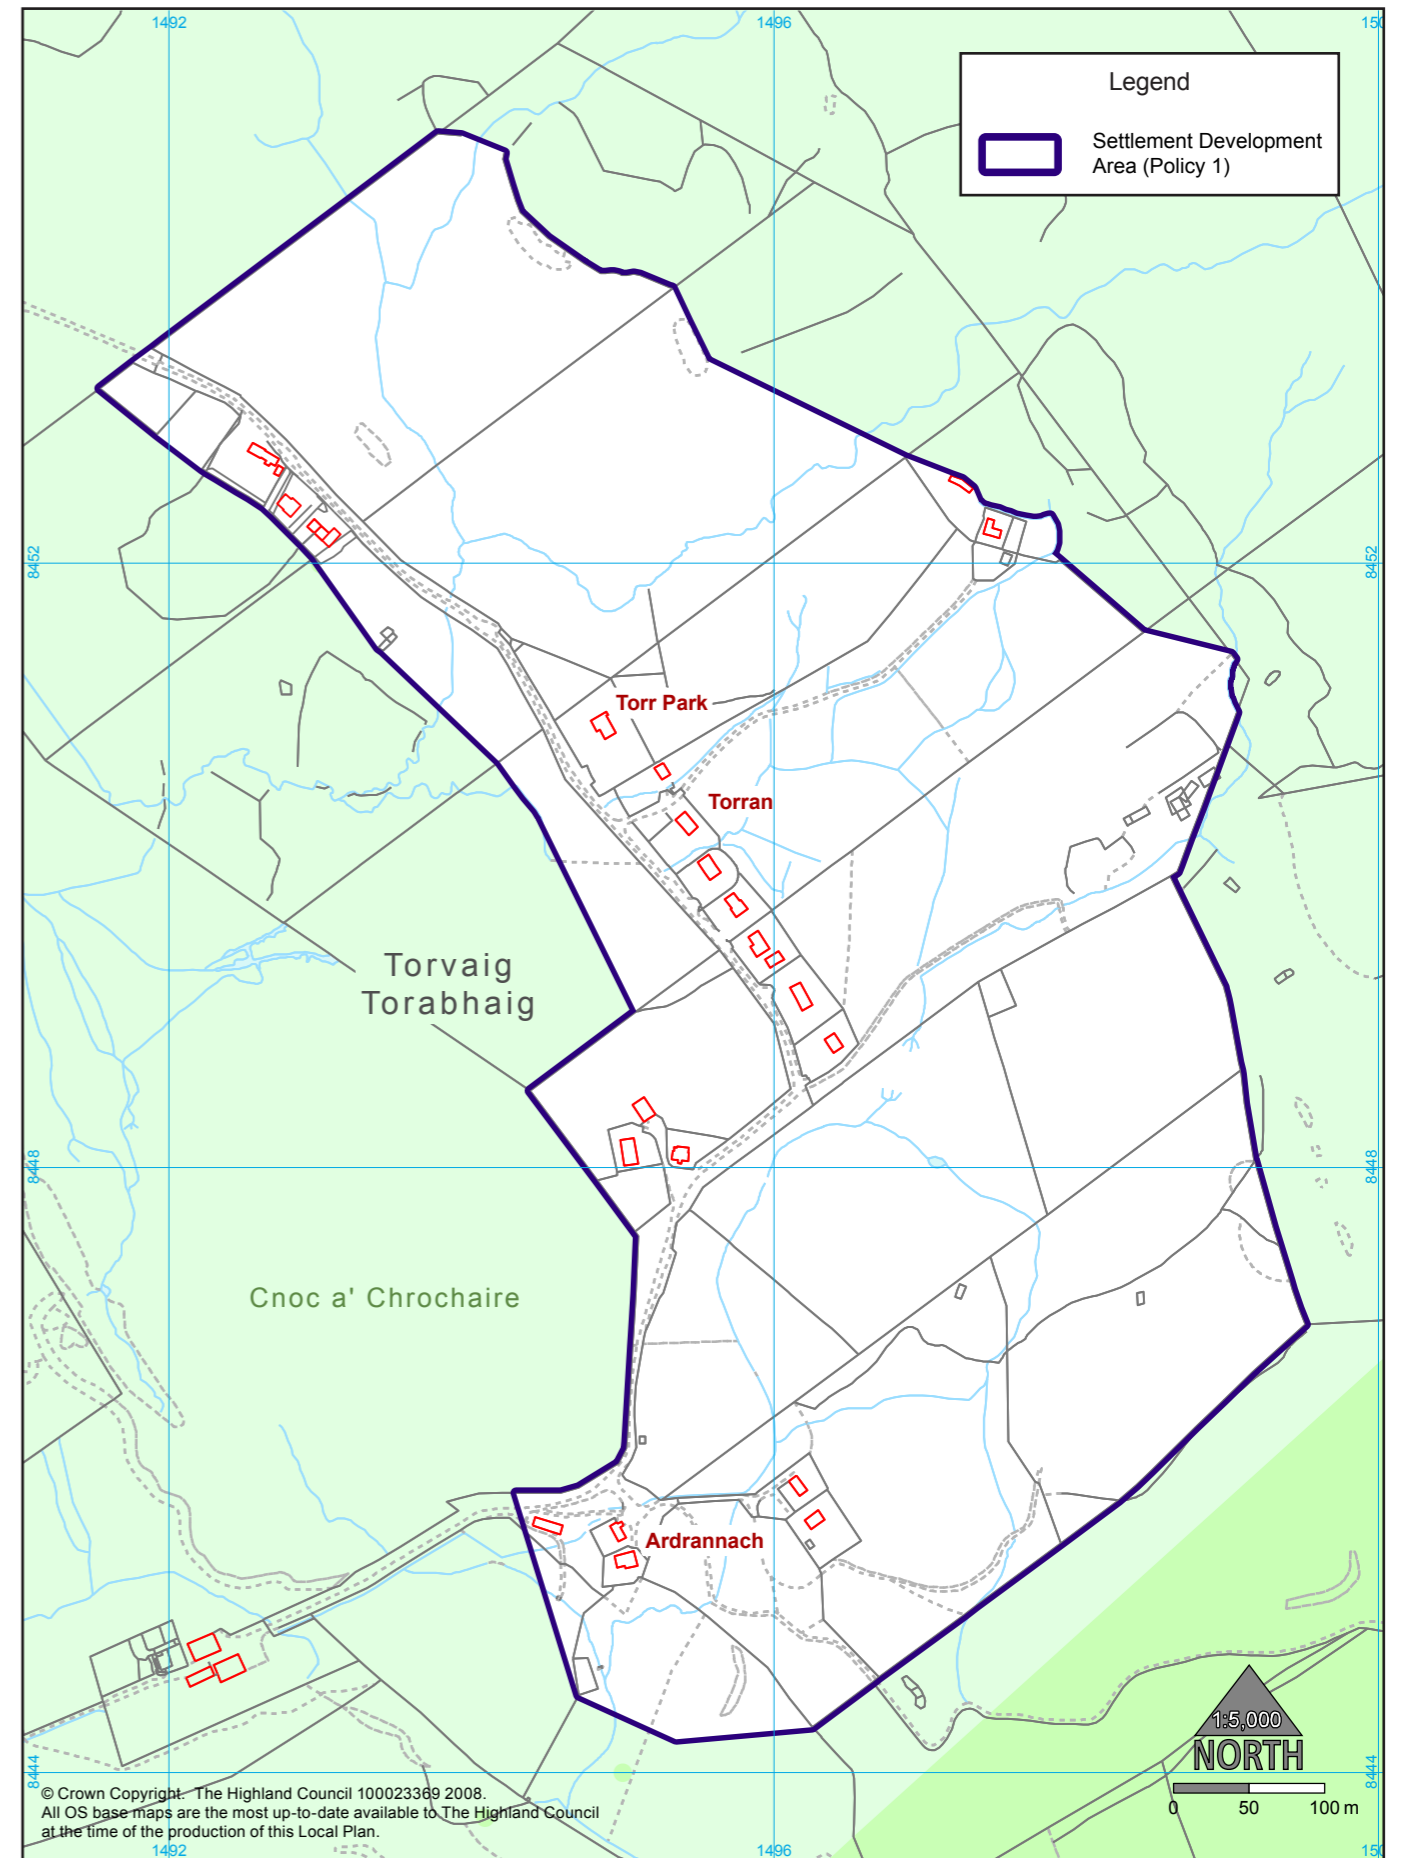 1492
1496
150
Legend
Settlement Development
Area (Policy 1)
8452
8452
Torr Park
Torran
Torvaig
Torabhaig
8448
8448
Cnoc a' Chrochaire
Ardrannach
1:5,000
NORTH
8444
8444
0 50 100 m
© Crown Copyright. The Highland Council 100023369 2008.
All OS base maps are the most up-to-date available to The Highland Council
at the time of the production of this Local Plan.
1492
1496
150